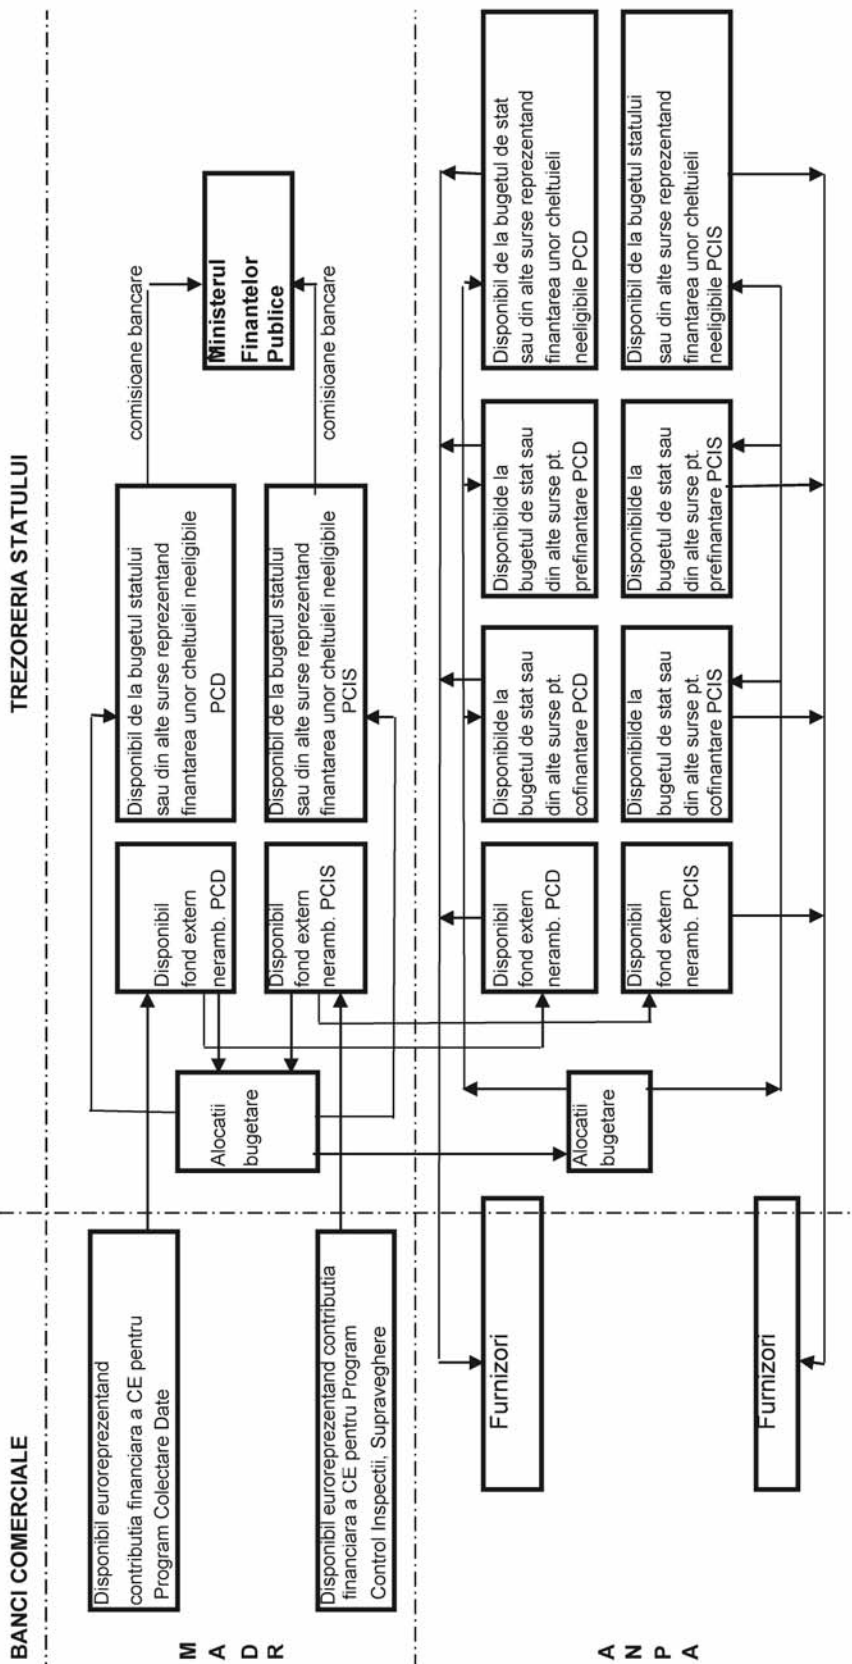 BANCI COMERCIALE
TREZORERIA STATULUI
M
A
D
R
Disponibil euroreprezentand
contributia financiara a CE pentru
Program Colectare Date
Disponibil euroreprezentand contributia
financiara a CE pentru Program
Control Inspectii, Supraveghere
Alocatii
bugetare
Disponibil
fond extern
neramb. PCD
Disponibil
fond extern
neramb. PCIS
Disponibil de la bugetul statului
sau din alte surse reprezentand
finantarea unor cheltuieli neeligibile
PCD
Disponibil de la bugetul statului
sau din alte surse reprezentand
finantarea unor cheltuieli neeligibile
PCIS
comisioane bancare
Ministerul
Finantelor
Publice
comisioane bancare
A
N
P
A
Furnizori
Furnizori
Alocatii
bugetare
Disponibil
fond extern
neramb. PCD
Disponibil
fond extern
neramb. PCIS
Disponibilde la
bugetul de stat sau
din alte surse pt.
cofinantare PCD
Disponibilde la
bugetul de stat sau
din alte surse pt.
cofinantare PCIS
Disponibilde la
bugetul de stat sau
din alte surse pt.
prefinantare PCD
Disponibilde la
bugetul de stat sau
din alte surse pt.
prefinantare PCIS
Disponibil de la bugetul de stat
sau din alte surse reprezentand
finantarea unor cheltuieli
neeligibile PCD
Disponibil de la bugetul statului
sau din alte surse reprezentand
finantarea unor cheltuieli
neeligibile PCIS